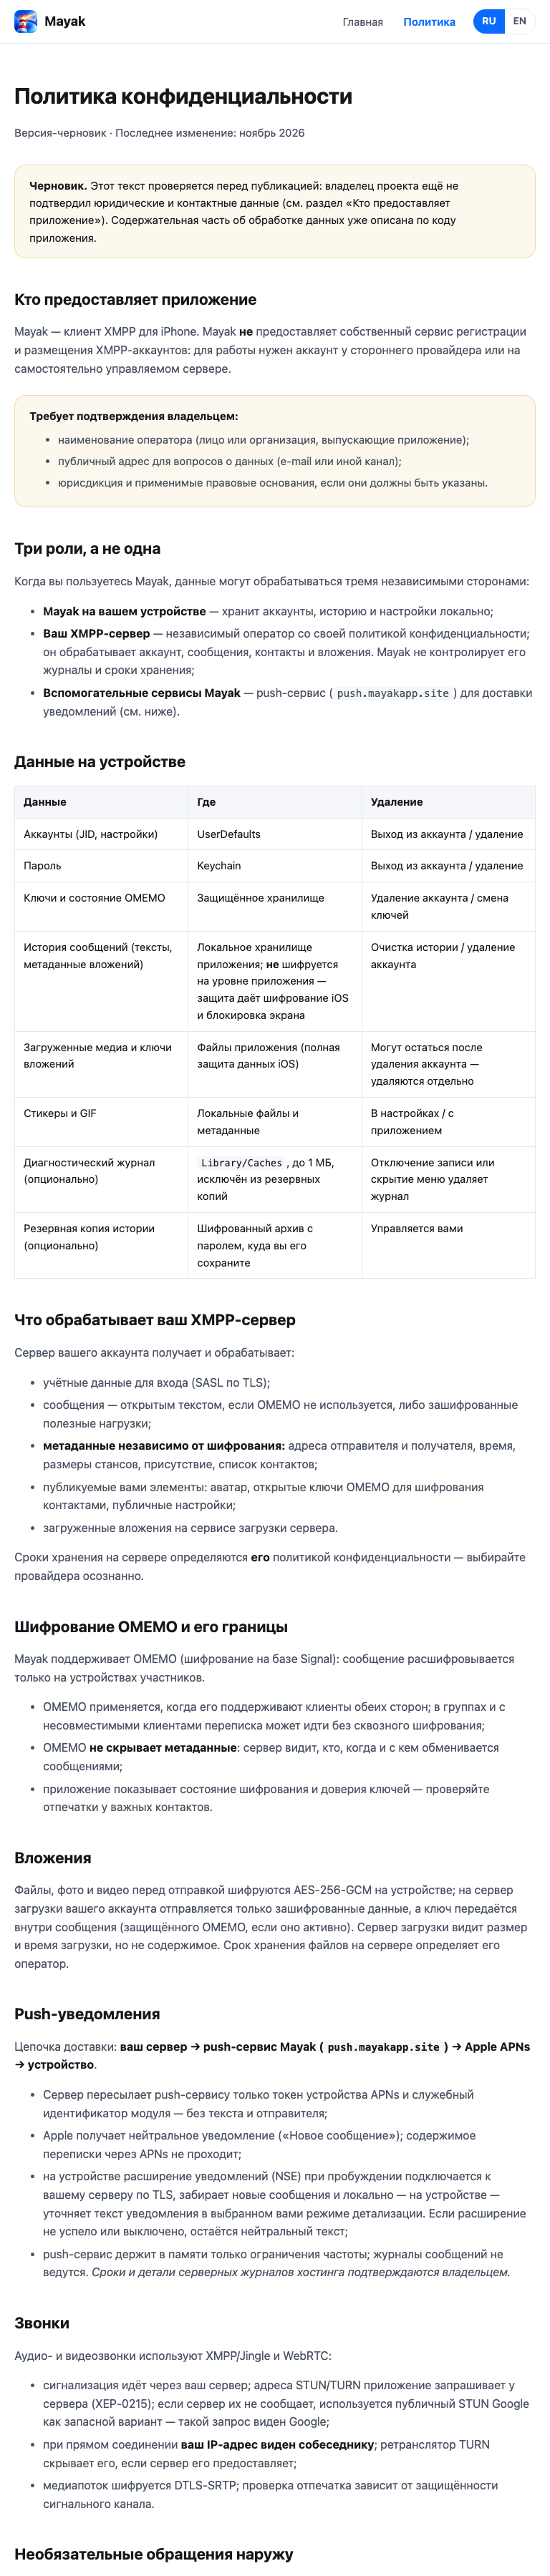 Mayak
Главная Политика RU EN
Политика конфиденциальности
Версия-черновик · Последнее изменение: ноябрь 2026
Черновик. Этот текст проверяется перед публикацией: владелец проекта ещё не
подтвердил юридические и контактные данные (см. раздел «Кто предоставляет
приложение»). Содержательная часть об обработке данных уже описана по коду
приложения.
Кто предоставляет приложение
Mayak — клиент XMPP для iPhone. Mayak не предоставляет собственный сервис регистрации
и размещения XMPP-аккаунтов: для работы нужен аккаунт у стороннего провайдера или на
самостоятельно управляемом сервере.
Требует подтверждения владельцем:
• наименование оператора (лицо или организация, выпускающие приложение);
• публичный адрес для вопросов о данных (e-mail или иной канал);
• юрисдикция и применимые правовые основания, если они должны быть указаны.
Три роли, а не одна
Когда вы пользуетесь Mayak, данные могут обрабатываться тремя независимыми сторонами:
• Mayak на вашем устройстве — хранит аккаунты, историю и настройки локально;
• Ваш XMPP-сервер — независимый оператор со своей политикой конфиденциальности;
он обрабатывает аккаунт, сообщения, контакты и вложения. Mayak не контролирует его
журналы и сроки хранения;
• Вспомогательные сервисы Mayak — push-сервис ( push.mayakapp.site ) для доставки
уведомлений (см. ниже).
Данные на устройстве
Данные Где Удаление
Аккаунты (JID, настройки) UserDefaults Выход из аккаунта / удаление
Пароль Keychain Выход из аккаунта / удаление
Ключи и состояние OMEMO Защищённое хранилище Удаление аккаунта / смена
ключей
История сообщений (тексты, Локальное хранилище Очистка истории / удаление
метаданные вложений) приложения; не шифруется аккаунта
на уровне приложения —
защита даёт шифрование iOS
и блокировка экрана
Загруженные медиа и ключи Файлы приложения (полная Могут остаться после
вложений защита данных iOS) удаления аккаунта —
удаляются отдельно
Стикеры и GIF Локальные файлы и В настройках / с
метаданные приложением
Диагностический журнал Library/Caches , до 1 МБ, Отключение записи или
(опционально) исключён из резервных скрытие меню удаляет
копий журнал
Резервная копия истории Шифрованный архив с Управляется вами
(опционально) паролем, куда вы его
сохраните
Что обрабатывает ваш XMPP-сервер
Сервер вашего аккаунта получает и обрабатывает:
• учётные данные для входа (SASL по TLS);
• сообщения — открытым текстом, если OMEMO не используется, либо зашифрованные
полезные нагрузки;
• метаданные независимо от шифрования: адреса отправителя и получателя, время,
размеры стансов, присутствие, список контактов;
• публикуемые вами элементы: аватар, открытые ключи OMEMO для шифрования
контактами, публичные настройки;
• загруженные вложения на сервисе загрузки сервера.
Сроки хранения на сервере определяются его политикой конфиденциальности — выбирайте
провайдера осознанно.
Шифрование OMEMO и его границы
Mayak поддерживает OMEMO (шифрование на базе Signal): сообщение расшифровывается
только на устройствах участников.
• OMEMO применяется, когда его поддерживают клиенты обеих сторон; в группах и с
несовместимыми клиентами переписка может идти без сквозного шифрования;
• OMEMO не скрывает метаданные: сервер видит, кто, когда и с кем обменивается
сообщениями;
• приложение показывает состояние шифрования и доверия ключей — проверяйте
отпечатки у важных контактов.
Вложения
Файлы, фото и видео перед отправкой шифруются AES-256-GCM на устройстве; на сервер
загрузки вашего аккаунта отправляется только зашифрованные данные, а ключ передаётся
внутри сообщения (защищённого OMEMO, если оно активно). Сервер загрузки видит размер
и время загрузки, но не содержимое. Срок хранения файлов на сервере определяет его
оператор.
Push-уведомления
Цепочка доставки: ваш сервер → push-сервис Mayak ( push.mayakapp.site ) → Apple APNs
→ устройство.
• Сервер пересылает push-сервису только токен устройства APNs и служебный
идентификатор модуля — без текста и отправителя;
• Apple получает нейтральное уведомление («Новое сообщение»); содержимое
переписки через APNs не проходит;
• на устройстве расширение уведомлений (NSE) при пробуждении подключается к
вашему серверу по TLS, забирает новые сообщения и локально — на устройстве —
уточняет текст уведомления в выбранном вами режиме детализации. Если расширение
не успело или выключено, остаётся нейтральный текст;
• push-сервис держит в памяти только ограничения частоты; журналы сообщений не
ведутся. Сроки и детали серверных журналов хостинга подтверждаются владельцем.
Звонки
Аудио- и видеозвонки используют XMPP/Jingle и WebRTC:
• сигнализация идёт через ваш сервер; адреса STUN/TURN приложение запрашивает у
сервера (XEP-0215); если сервер их не сообщает, используется публичный STUN Google
как запасной вариант — такой запрос виден Google;
• при прямом соединении ваш IP-адрес виден собеседнику; ретранслятор TURN
скрывает его, если сервер его предоставляет;
• медиапоток шифруется DTLS-SRTP; проверка отпечатка зависит от защищённости
сигнального канала.
Необязательные обращения наружу